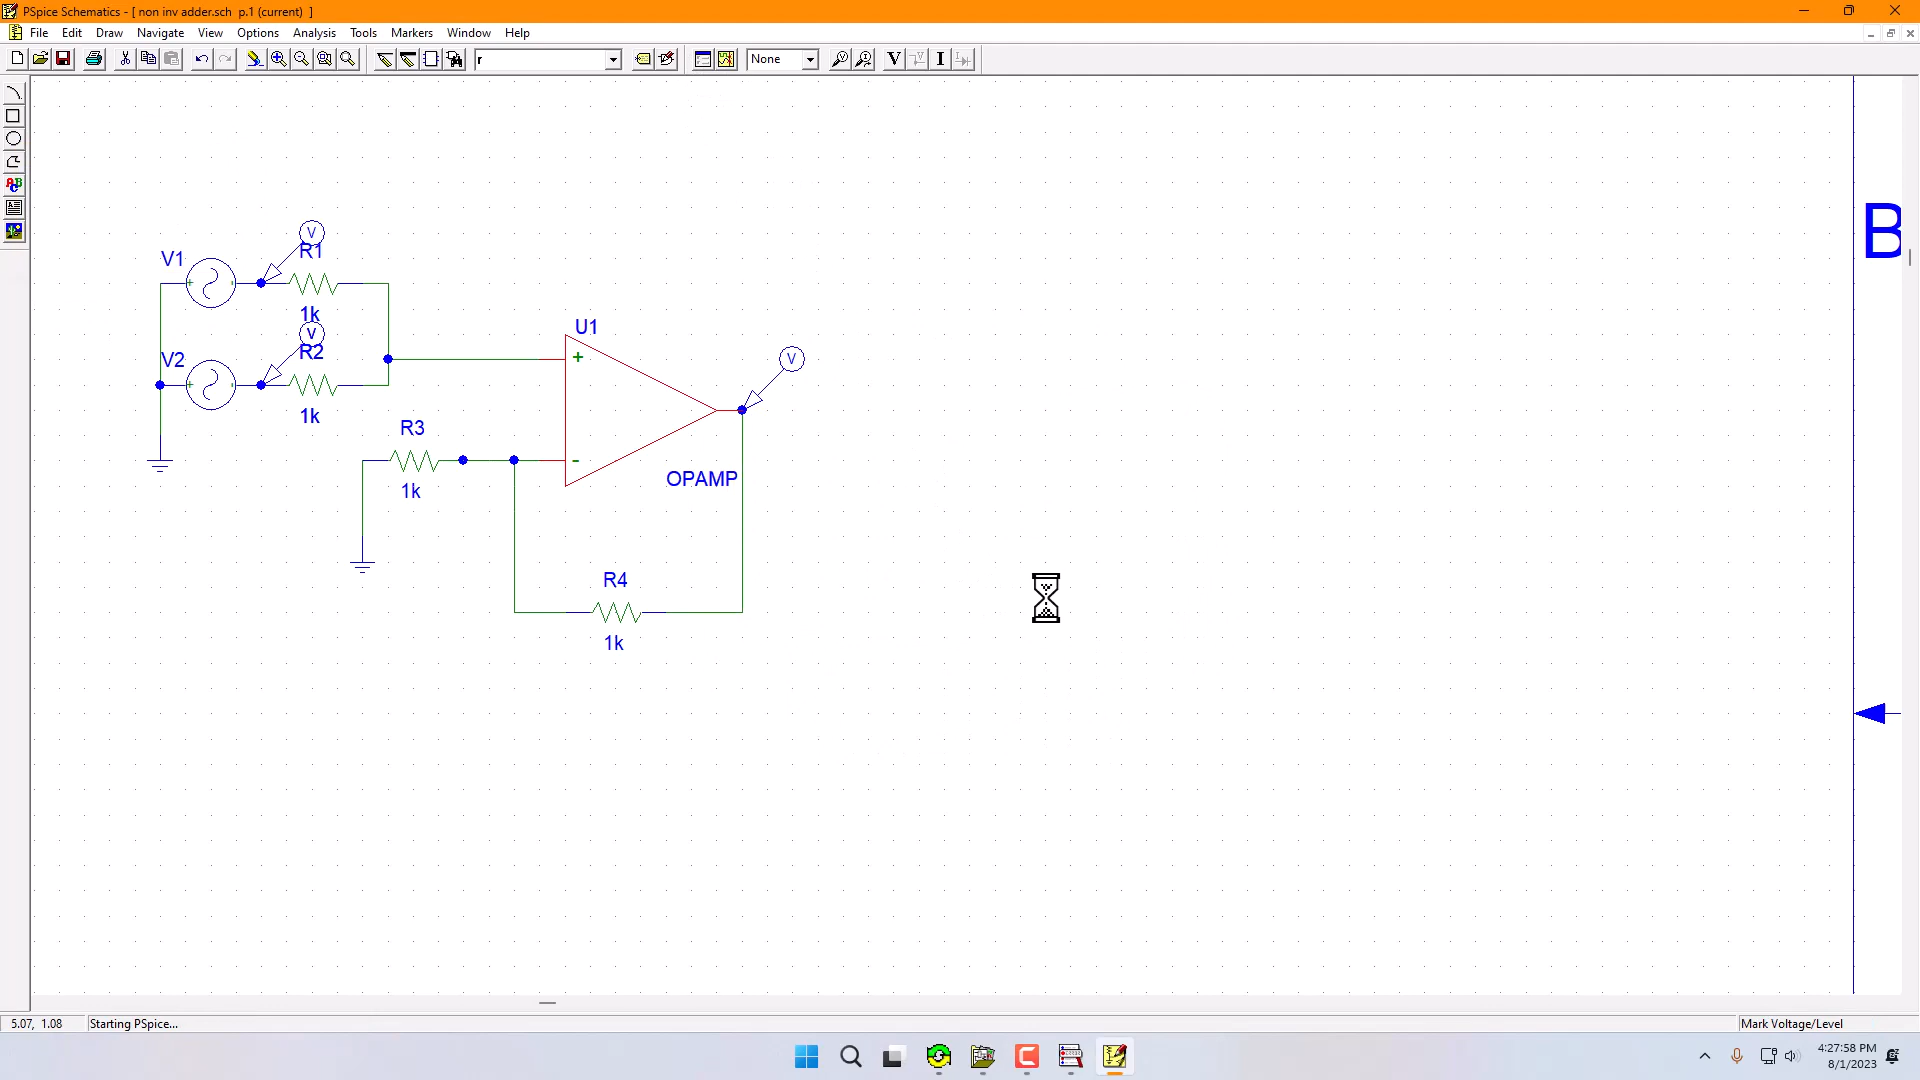 PSpice Schematics - [ non inv adder.sch  p.1 (current)  ]
File Edit Draw Navigate View Options Analysis Tools Markers Window Help
r None V I
V
V1 R1
1k
V
V2 R2
1k
U1
+
V
R3
-
1k
OPAMP
R4
1k
B
5.07, 1.08 Starting PSpice... Mark Voltage/Level
4:27:58 PM
8/1/2023